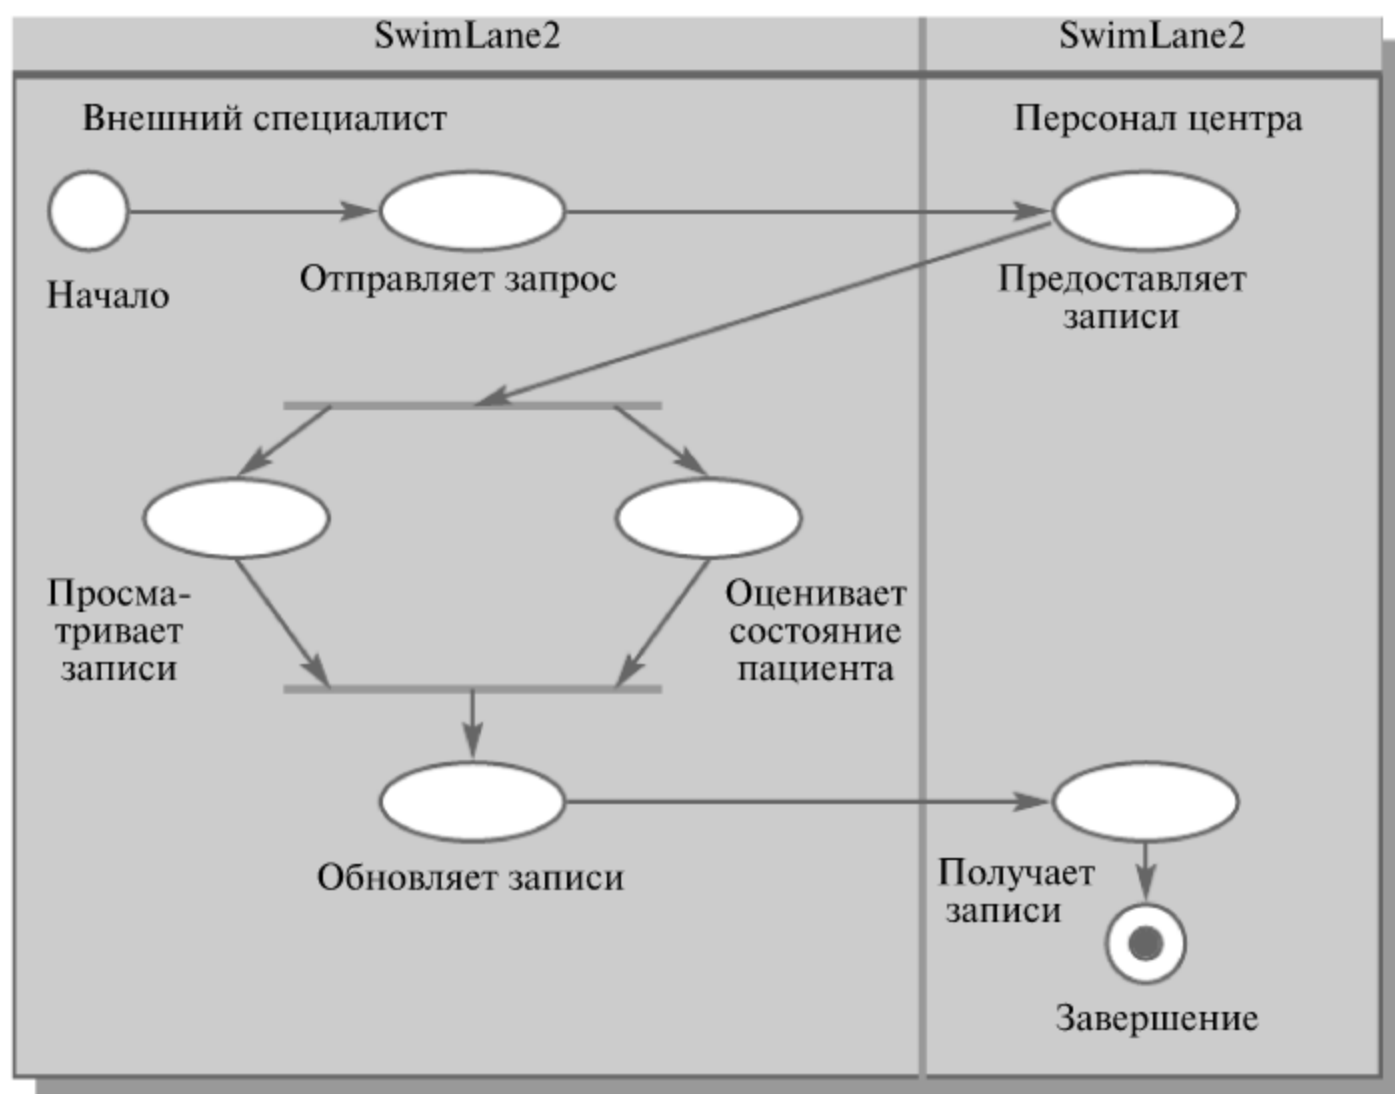 SwimLane2
SwimLane2
Внешний специалист
Персонал центра
Начало
Отправляет запрос
Предоставляет
записи
Просма-
тривает
записи
Оценивает
состояние
пациента
Обновляет записи
Получает
записи
Завершение